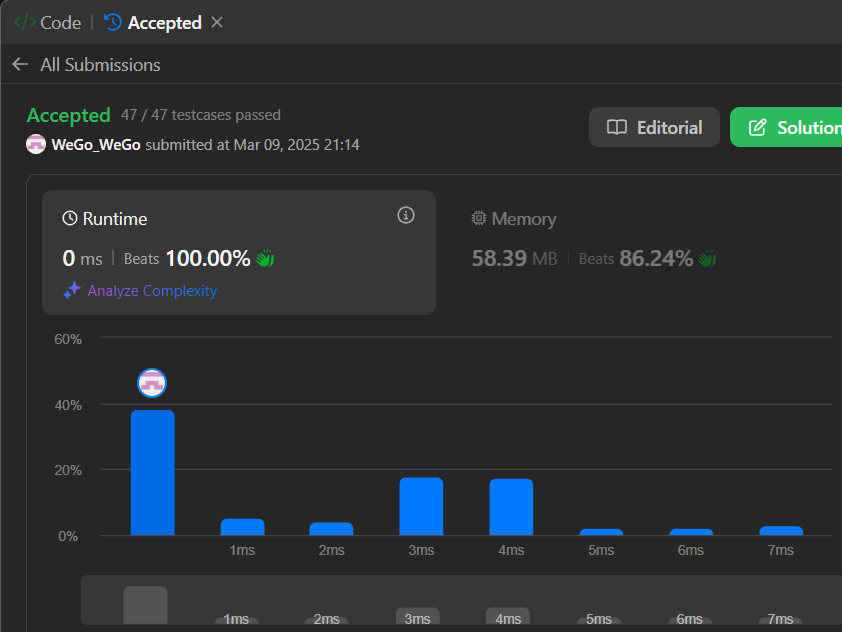 </> Code | Accepted ×
← All Submissions
Accepted 47 / 47 testcases passed
WeGo_WeGo submitted at Mar 09, 2025 21:14
Editorial
Solution
Runtime
0 ms | Beats 100.00%
Analyze Complexity
Memory
58.39 MB | Beats 86.24%
60%
40%
20%
0%
1ms 2ms 3ms 4ms 5ms 6ms 7ms
1ms 2ms 3ms 4ms 5ms 6ms 7ms